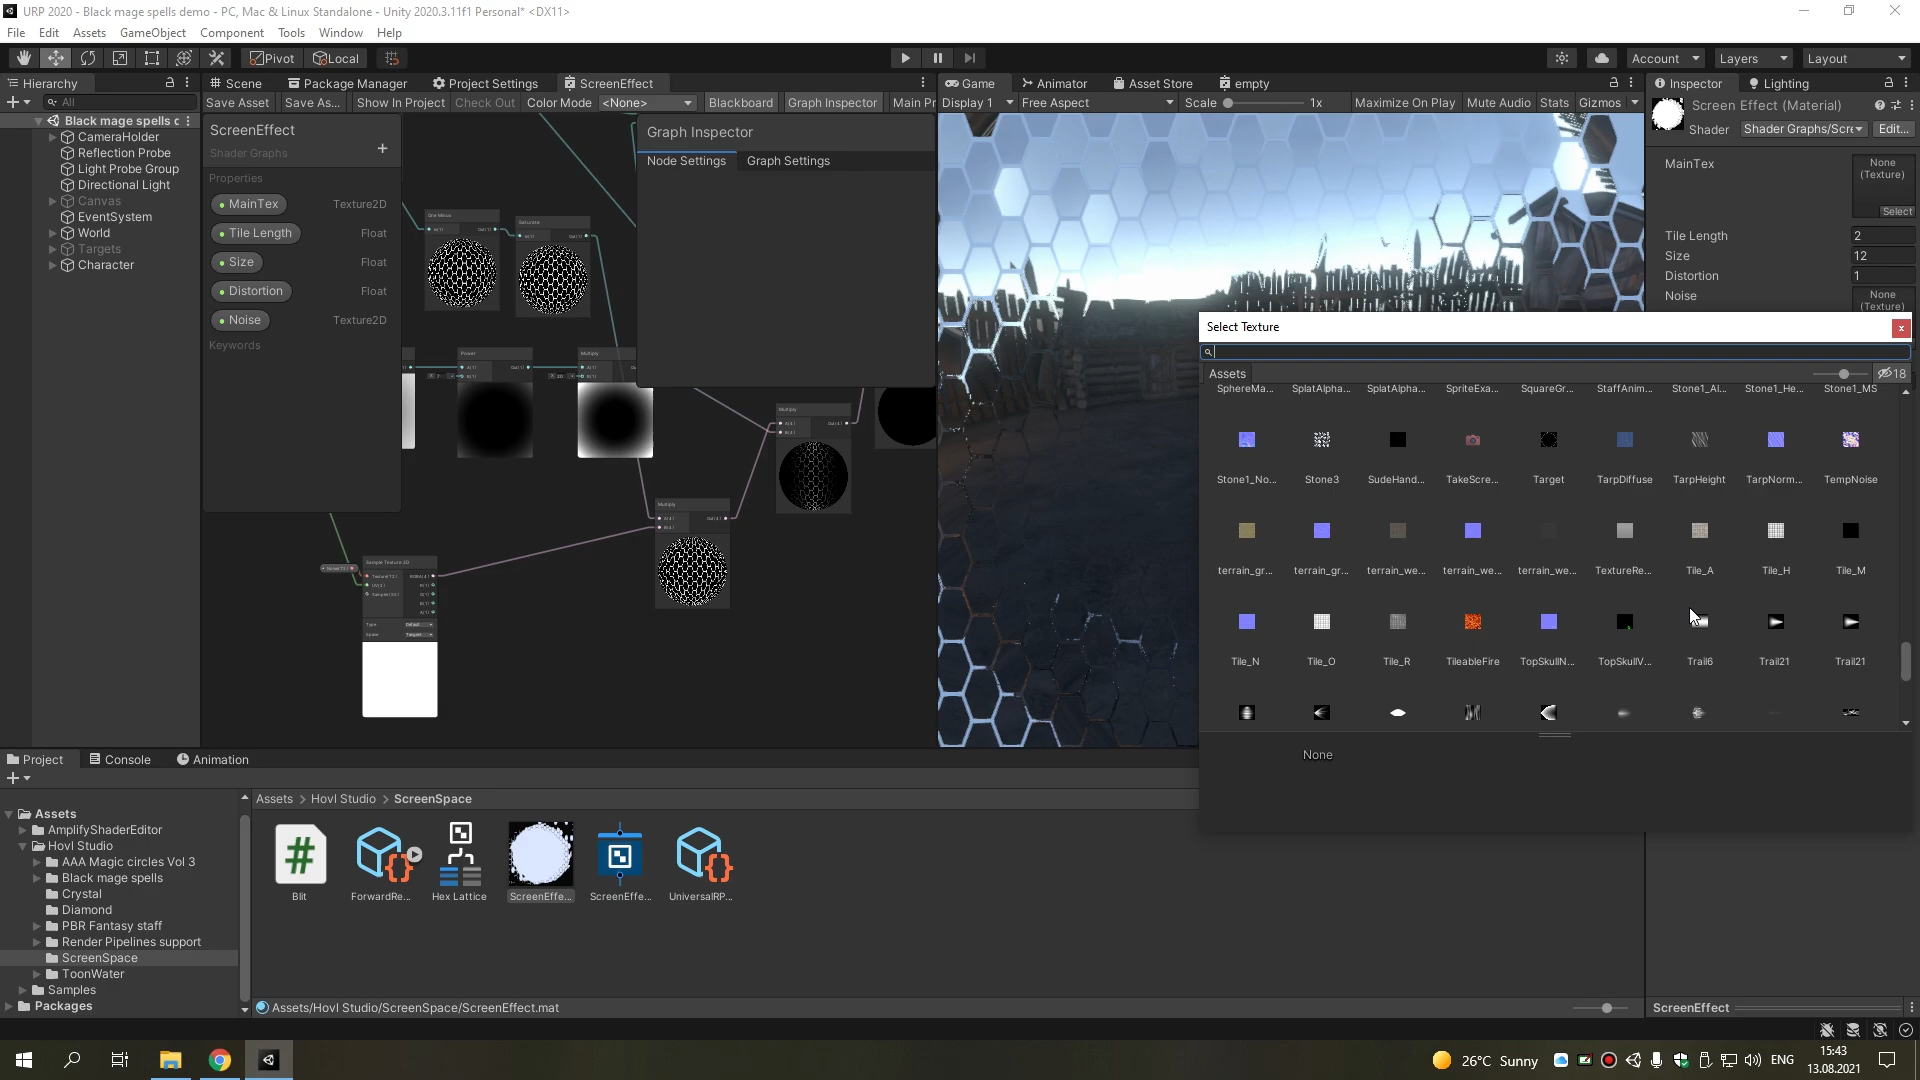 URP 2020 - Black mage spells demo - PC, Mac & Linux Standalone - Unity 2020.3.11f1 Personal* <DX11>
File Edit Assets GameObject Component Tools Window Help
Pivot Local
Account Layers Layout
Hierarchy
All
Black mage spells c
CameraHolder
Reflection Probe
Light Probe Group
Directional Light
Canvas
EventSystem
World
Targets
Character
Scene Package Manager Project Settings ScreenEffect
Save Asset Save As... Show In Project Check Out Color Mode <None> Blackboard Graph Inspector Main Pr
ScreenEffect
Shader Graphs
Properties
MainTex Texture2D
Tile Length Float
Size Float
Distortion Float
Noise Texture2D
Keywords
Graph Inspector
Node Settings Graph Settings
One Minus
Saturate
Power
Multiply
Multiply
Multiply
Sample Texture 2D
Game Animator Asset Store empty
Display 1 Free Aspect Scale 1x Maximize On Play Mute Audio Stats Gizmos
Inspector Lighting
Screen Effect (Material)
Shader Shader Graphs/Scre Edit...
MainTex None (Texture) Select
Tile Length 2
Size 12
Distortion 1
Noise None (Texture)
Select Texture
x
Assets 18
SphereMa... SplatAlpha... SplatAlpha... SpriteExa... SquareGr... StaffAnim... Stone1_Al... Stone1_He... Stone1_MS
Stone1_No... Stone3 SudeHand... TakeScre... Target TarpDiffuse TarpHeight TarpNorm... TempNoise
terrain_gr... terrain_gr... terrain_we... terrain_we... terrain_we... TextureRe... Tile_A Tile_H Tile_M
Tile_N Tile_O Tile_R TileableFire TopSkullN... TopSkullV... Trail6 Trail21 Trail21
None
Project Console Animation
Assets
AmplifyShaderEditor
Hovl Studio
AAA Magic circles Vol 3
Black mage spells
Crystal
Diamond
PBR Fantasy staff
Render Pipelines support
ScreenSpace
ToonWater
Samples
Packages
Assets > Hovl Studio > ScreenSpace
Blit ForwardRe... Hex Lattice ScreenEffe... ScreenEffe... UniversalRP...
Assets/Hovl Studio/ScreenSpace/ScreenEffect.mat
ScreenEffect
26°C Sunny ENG 15:43
13.08.2021